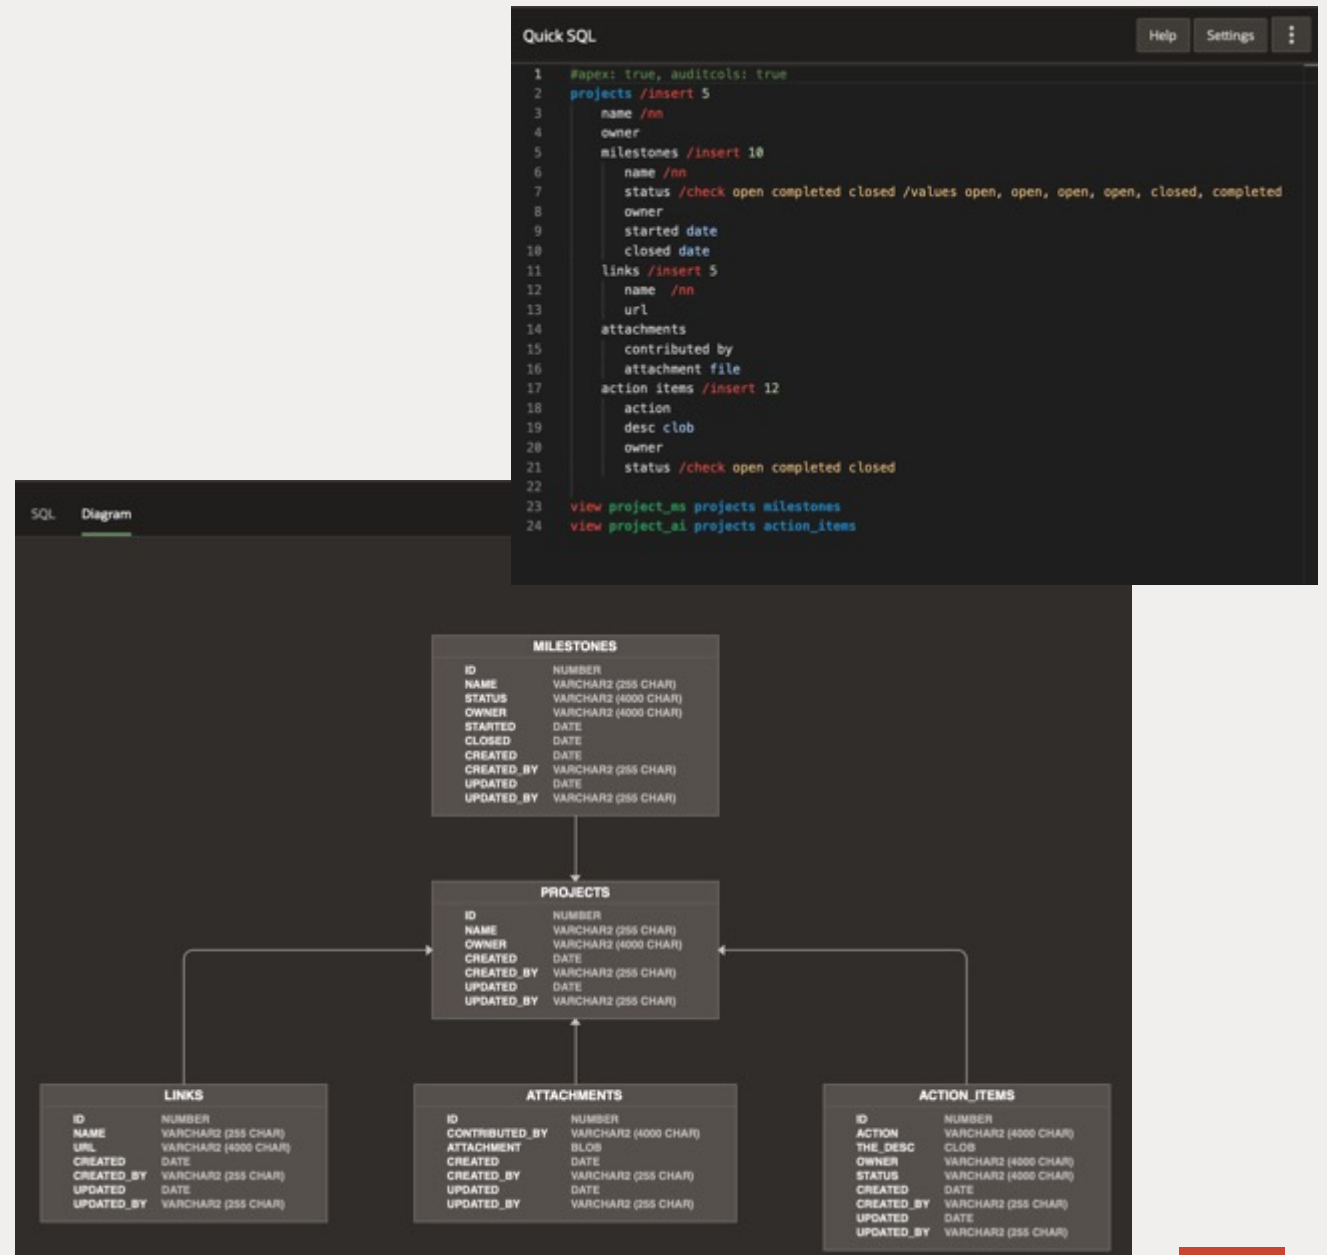 Quick SQL
Help Settings
1 #apex: true, auditcols: true
2 projects /insert 5
3 name /nn
4 owner
5 milestones /insert 10
6 name /nn
7 status /check open completed closed /values open, open, open, open, closed, completed
8 owner
9 started date
10 closed date
11 links /insert 5
12 name /nn
13 url
14 attachments
15 contributed by
16 attachment file
17 action items /insert 12
18 action
19 desc clob
20 owner
21 status /check open completed closed
22
23 view project_ms projects milestones
24 view project_ai projects action_items
SQL Diagram
MILESTONES
ID NUMBER
NAME VARCHAR2 (255 CHAR)
STATUS VARCHAR2 (4000 CHAR)
OWNER VARCHAR2 (4000 CHAR)
STARTED DATE
CLOSED DATE
CREATED DATE
CREATED_BY VARCHAR2 (255 CHAR)
UPDATED DATE
UPDATED_BY VARCHAR2 (255 CHAR)
PROJECTS
ID NUMBER
NAME VARCHAR2 (255 CHAR)
OWNER VARCHAR2 (4000 CHAR)
CREATED DATE
CREATED_BY VARCHAR2 (255 CHAR)
UPDATED DATE
UPDATED_BY VARCHAR2 (255 CHAR)
LINKS
ID NUMBER
NAME VARCHAR2 (255 CHAR)
URL VARCHAR2 (4000 CHAR)
CREATED DATE
CREATED_BY VARCHAR2 (255 CHAR)
UPDATED DATE
UPDATED_BY VARCHAR2 (255 CHAR)
ATTACHMENTS
ID NUMBER
CONTRIBUTED_BY VARCHAR2 (4000 CHAR)
ATTACHMENT BLOB
CREATED DATE
CREATED_BY VARCHAR2 (255 CHAR)
UPDATED DATE
UPDATED_BY VARCHAR2 (255 CHAR)
ACTION_ITEMS
ID NUMBER
ACTION VARCHAR2 (4000 CHAR)
THE_DESC CLOB
OWNER VARCHAR2 (4000 CHAR)
STATUS VARCHAR2 (4000 CHAR)
CREATED DATE
CREATED_BY VARCHAR2 (255 CHAR)
UPDATED DATE
UPDATED_BY VARCHAR2 (255 CHAR)